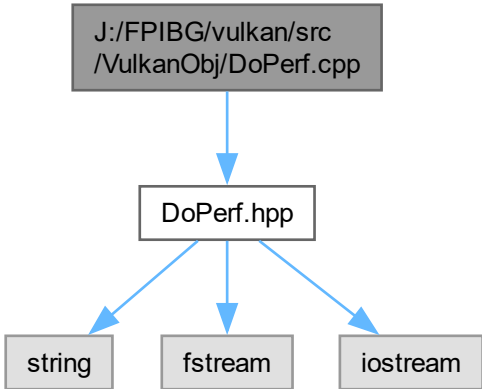 J:/FPIBG/vulkan/src
/VulkanObj/DoPerf.cpp
DoPerf.hpp
string
fstream
iostream